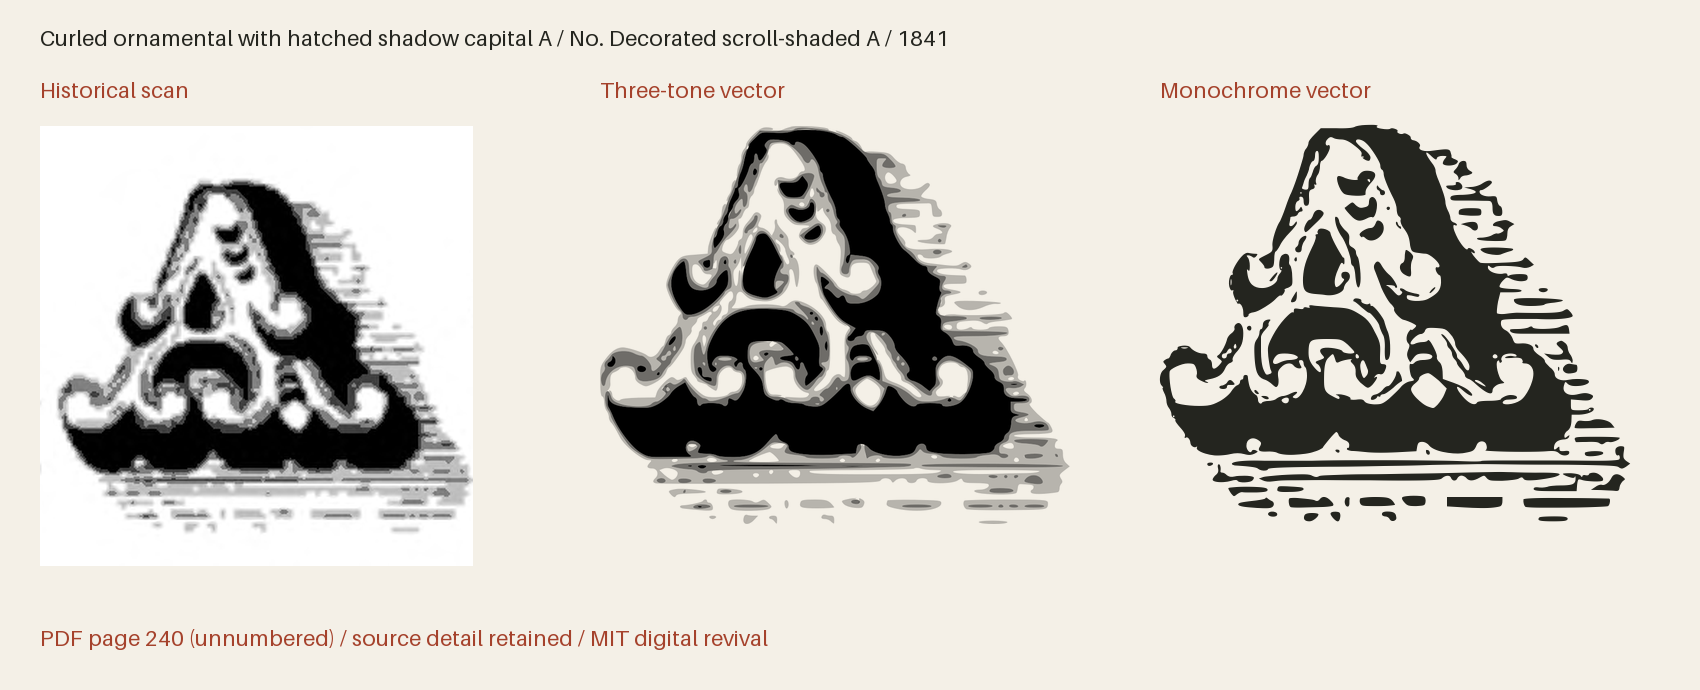 Curled ornamental with hatched shadow capital A / No. Decorated scroll-shaded A / 1841
Historical scan
Three-tone vector
Monochrome vector
A
A
A
PDF page 240 (unnumbered) / source detail retained / MIT digital revival